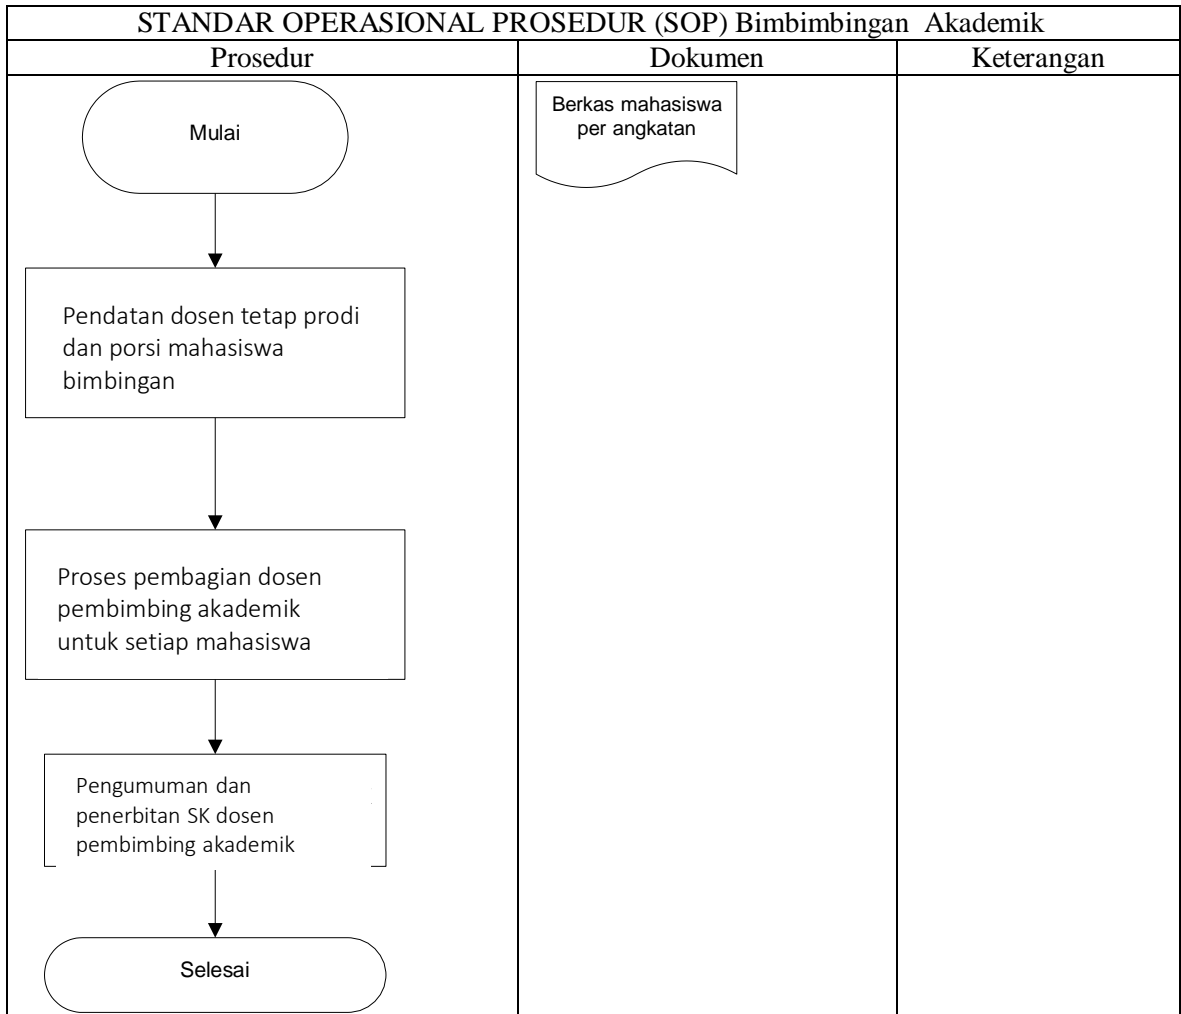 STANDAR OPERASIONAL PROSEDUR (SOP) Bimbimbingan Akademik
Prosedur
Dokumen
Keterangan
Mulai
Berkas mahasiswa
per angkatan
Pendatan dosen tetap prodi
dan porsi mahasiswa
bimbingan
Proses pembagian dosen
pembimbing akademik
untuk setiap mahasiswa
Pengumuman dan
penerbitan SK dosen
pembimbing akademik
Selesai